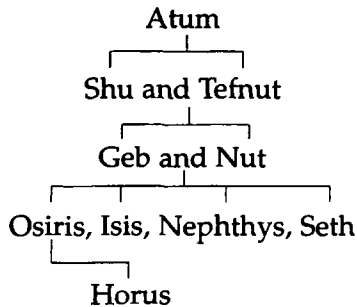 Atum
Shu and Tefnut
Geb and Nut
Osiris, Isis, Nephthys, Seth
Horus